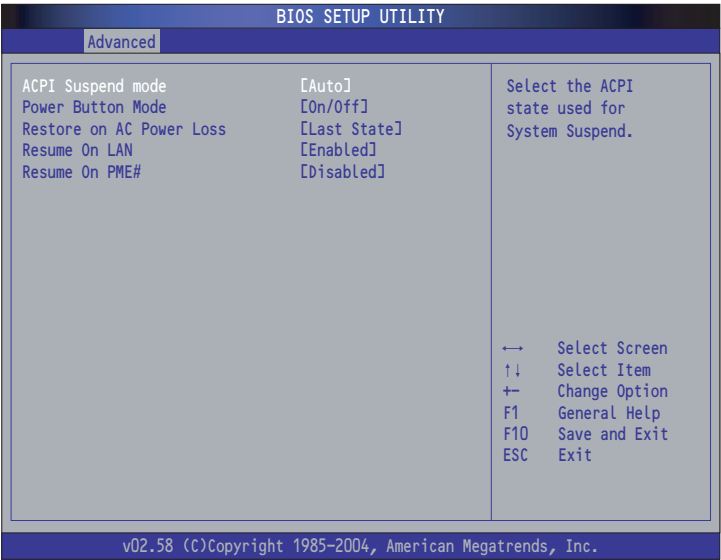 BIOS SETUP UTILITY
Advanced
ACPI Suspend mode [Auto]
Power Button Mode [On/Off]
Restore on AC Power Loss [Last State]
Resume On LAN [Enabled]
Resume On PME# [Disabled]
Select the ACPI
state used for
System Suspend.
←→ Select Screen
↑↓ Select Item
+- Change Option
F1 General Help
F10 Save and Exit
ESC Exit
v02.58 (C)Copyright 1985-2004, American Megatrends, Inc.